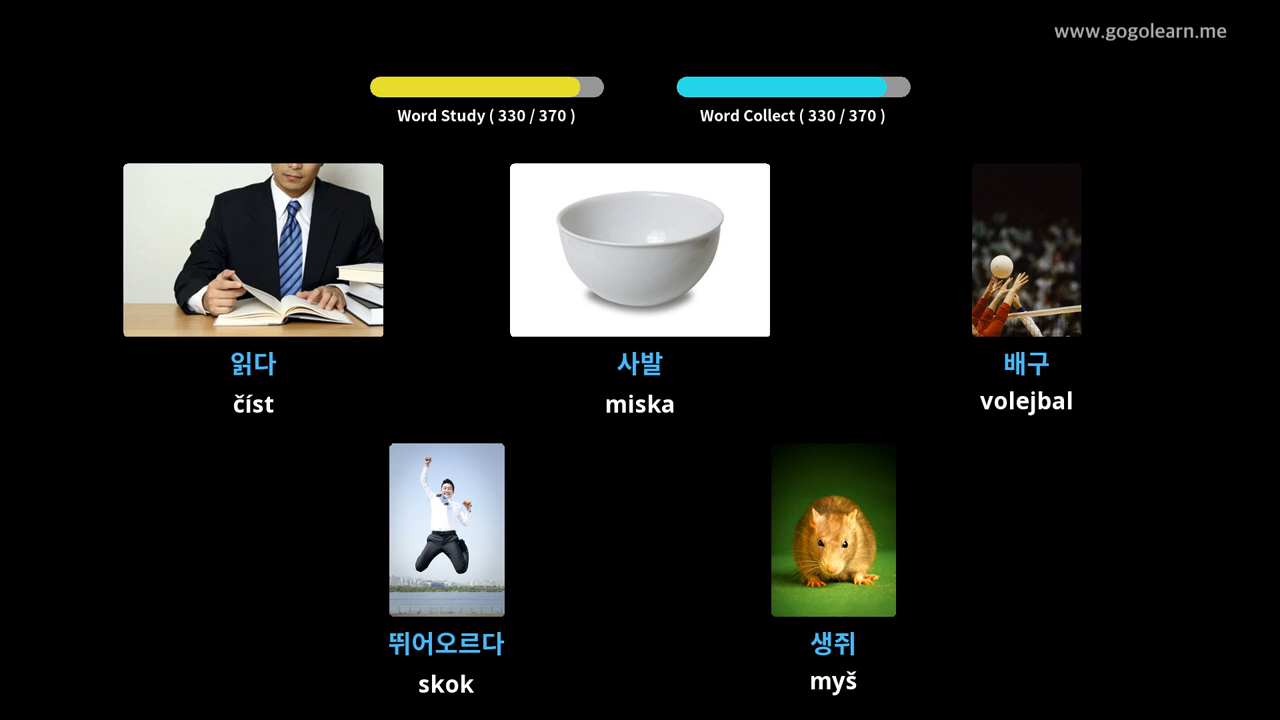 www.gogolearn.me
Word Study ( 330 / 370 )
Word Collect ( 330 / 370 )
읽다
číst
사발
miska
배구
volejbal
뛰어오르다
skok
생쥐
myš